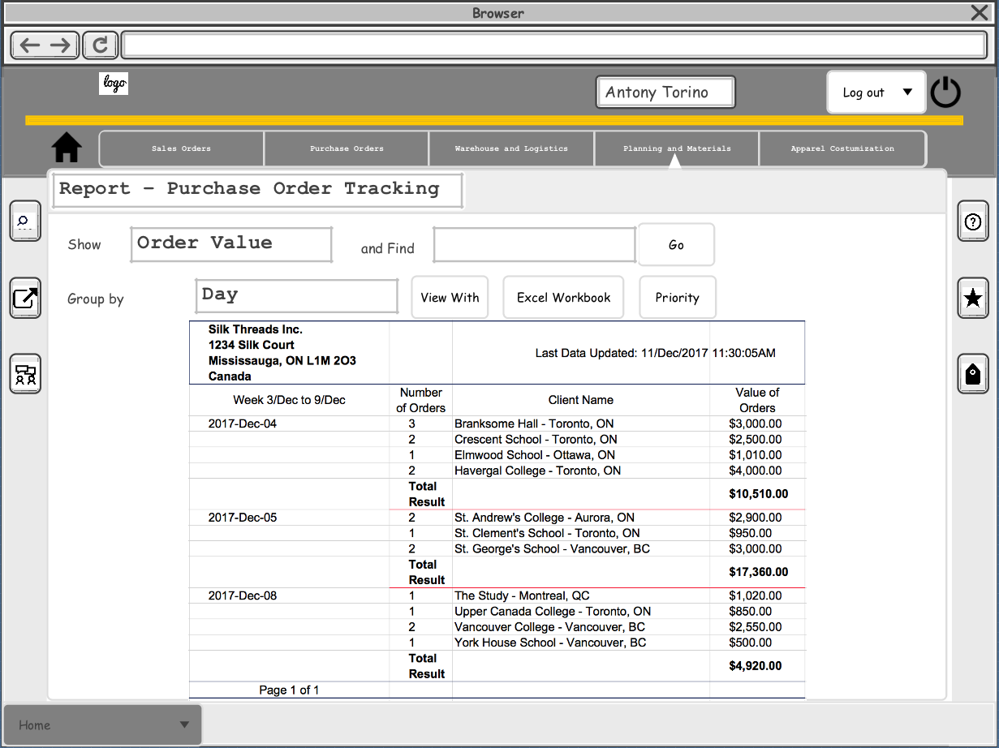 Browser
logo
Antony Torino
Log out
Sales Orders
Purchase Orders
Warehouse and Logistics
Planning and Materials
Apparel Costumization
Report - Purchase Order Tracking
Show
Order Value
and Find
Go
Group by
Day
View With
Excel Workbook
Priority
Silk Threads Inc.
1234 Silk Court
Mississauga, ON L1M 2O3
Canada
Last Data Updated: 11/Dec/2017 11:30:05AM
Week 3/Dec to 9/Dec
Number
of Orders
Client Name
Value of
Orders
2017-Dec-04 3 Branksome Hall - Toronto, ON $3,000.00
2 Crescent School - Toronto, ON $2,500.00
1 Elmwood School - Ottawa, ON $1,010.00
2 Havergal College - Toronto, ON $4,000.00
Total
Result
$10,510.00
2017-Dec-05 2 St. Andrew's College - Aurora, ON $2,900.00
1 St. Clement's School - Toronto, ON $950.00
2 St. George's School - Vancouver, BC $3,000.00
Total
Result
$17,360.00
2017-Dec-08 1 The Study - Montreal, QC $1,020.00
1 Upper Canada College - Toronto, ON $850.00
2 Vancouver College - Vancouver, BC $2,550.00
1 York House School - Vancouver, BC $500.00
Total
Result
$4,920.00
Page 1 of 1
Home